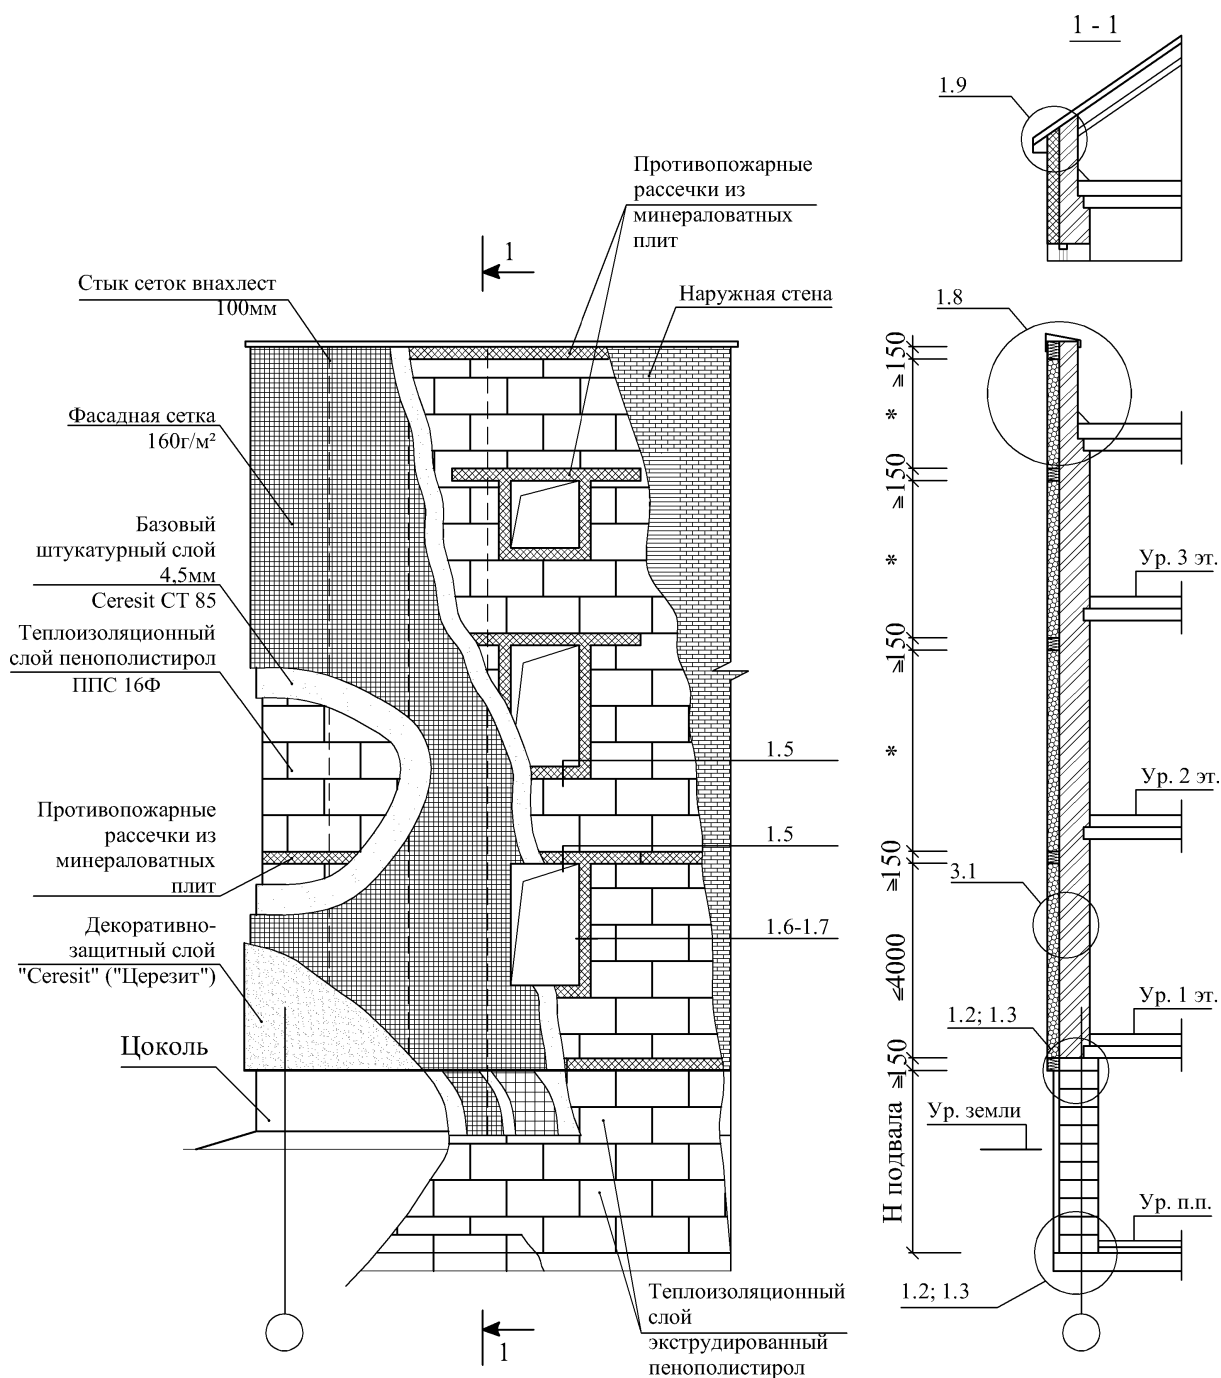 1 - 1
1.9
Противопожарные
рассечки из
минераловатных
плит
1
Стык сеток внахлест
100мм
Наружная стена
1.8
≥150
*
Фасадная сетка
160г/м²
≥150
Базовый
штукатурный слой
4,5мм
Ceresit CT 85
*
Ур. 3 эт.
Теплоизоляционный
слой пенополистирол
ППС 16Ф
≥150
1.5
*
Ур. 2 эт.
Противопожарные
рассечки из
минераловатных
плит
1.5
≥150
3.1
Декоративно-
защитный слой
"Ceresit" ("Церезит")
1.6-1.7
≤4000
Ур. 1 эт.
1.2; 1.3
Цоколь
≥150
Ур. земли
H подвала
Ур. п.п.
1.2; 1.3
Теплоизоляционный
слой
экструдированный
пенополистирол
1